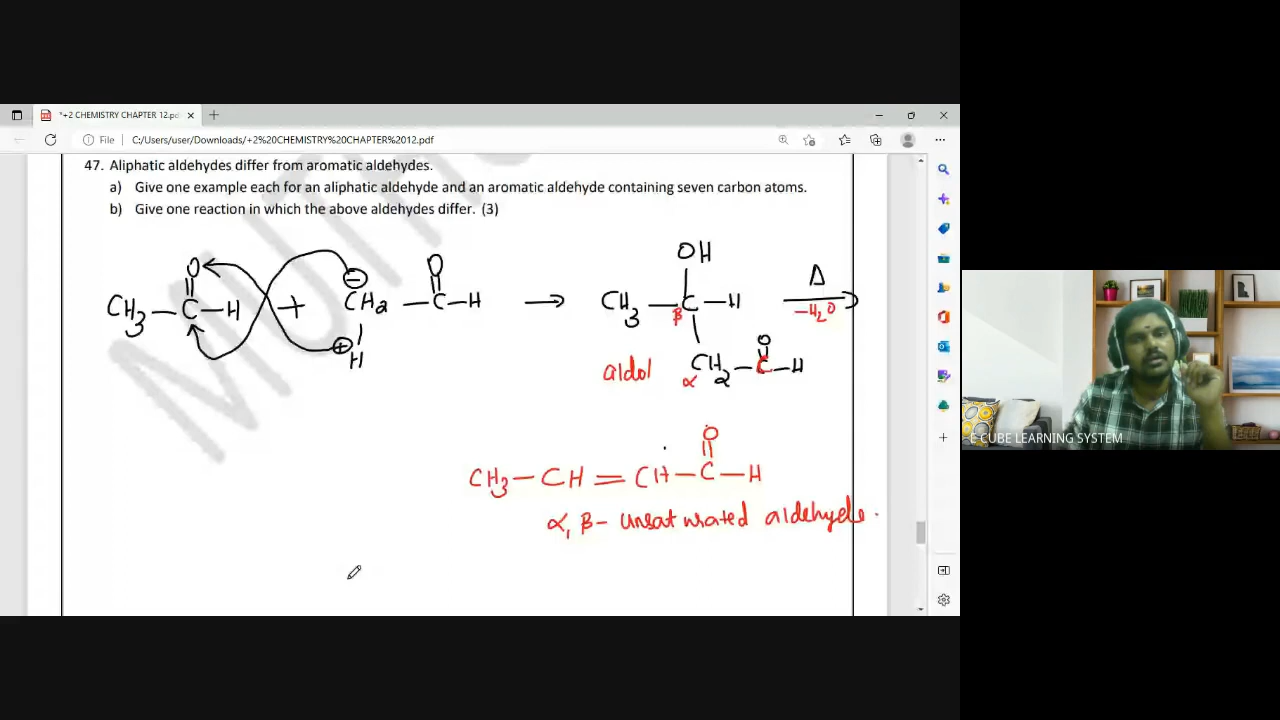 *+2 CHEMISTRY CHAPTER 12.pd
File C:/Users/user/Downloads/+2%20CHEMISTRY%20CHAPTER%2012.pdf
47. Aliphatic aldehydes differ from aromatic aldehydes.
a) Give one example each for an aliphatic aldehyde and an aromatic aldehyde containing seven carbon atoms.
b) Give one reaction in which the above aldehydes differ. (3)
O ⊖ O OH Δ
CH3 — C — H + CH2 — C — H → CH3 — C — H →
β −H2O
⊕ O
H aldol CH2 — C — H
α
O
CH3 — CH = CH — C — H
α, β – unsaturated aldehyde.
E CUBE LEARNING SYSTEM